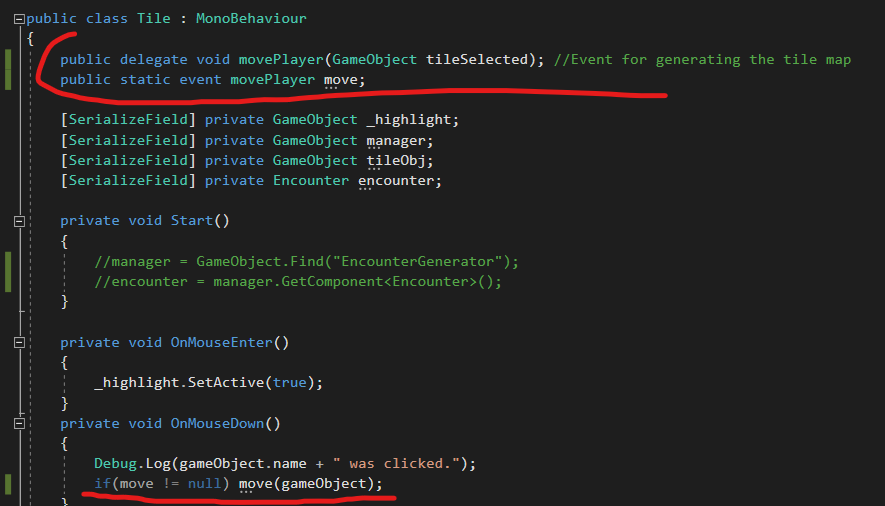 public class Tile : MonoBehaviour
{
public delegate void movePlayer(GameObject tileSelected); //Event for generating the tile map
public static event movePlayer move;
[SerializeField] private GameObject _highlight;
[SerializeField] private GameObject manager;
[SerializeField] private GameObject tileObj;
[SerializeField] private Encounter encounter;
private void Start()
{
//manager = GameObject.Find("EncounterGenerator");
//encounter = manager.GetComponent<Encounter>();
}
private void OnMouseEnter()
{
_highlight.SetActive(true);
}
private void OnMouseDown()
{
Debug.Log(gameObject.name + " was clicked.");
if(move != null) move(gameObject);
}